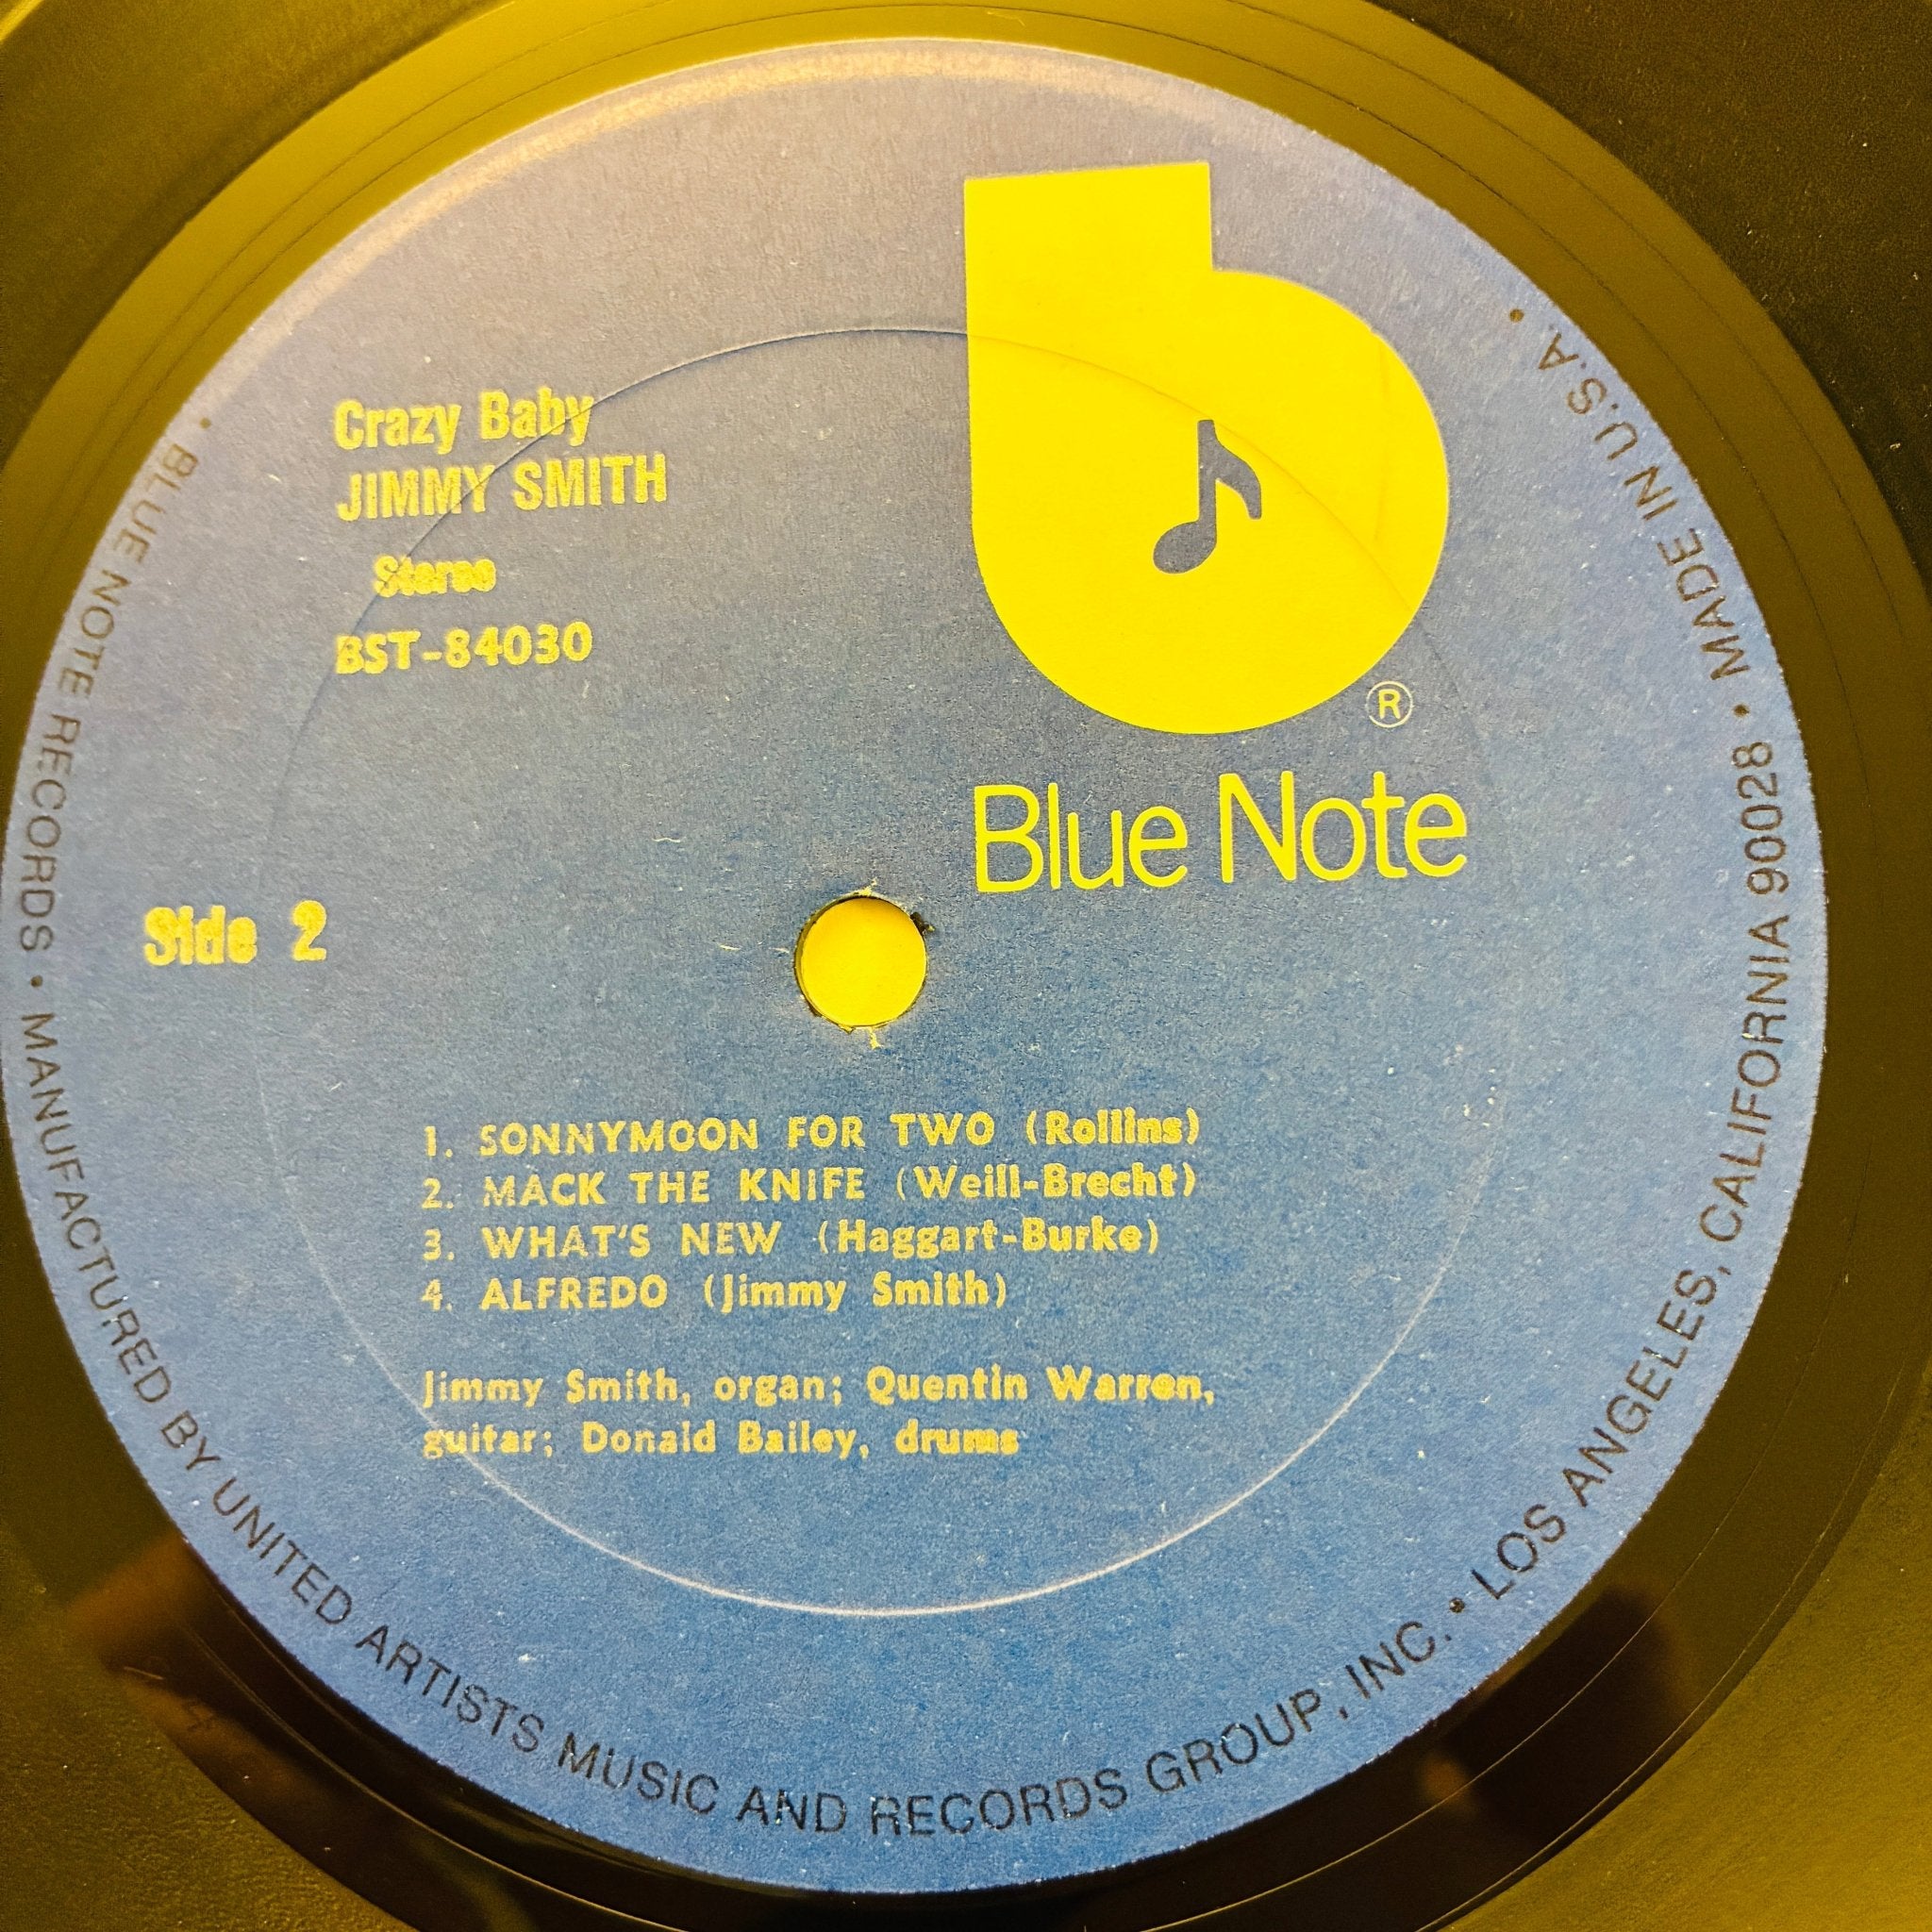 Crazy Baby
JIMMY SMITH
Stereo
BST-84030
®
Blue Note
Side 2
1. SONNYMOON FOR TWO (Rollins)
2. MACK THE KNIFE (Weill-Brecht)
3. WHAT'S NEW (Haggart-Burke)
4. ALFREDO (Jimmy Smith)
Jimmy Smith, organ; Quentin Warren,
guitar; Donald Bailey, drums
• BLUE NOTE RECORDS • MANUFACTURED BY UNITED ARTISTS MUSIC AND RECORDS GROUP, INC. • LOS ANGELES, CALIFORNIA 90028 • MADE IN U.S.A. •